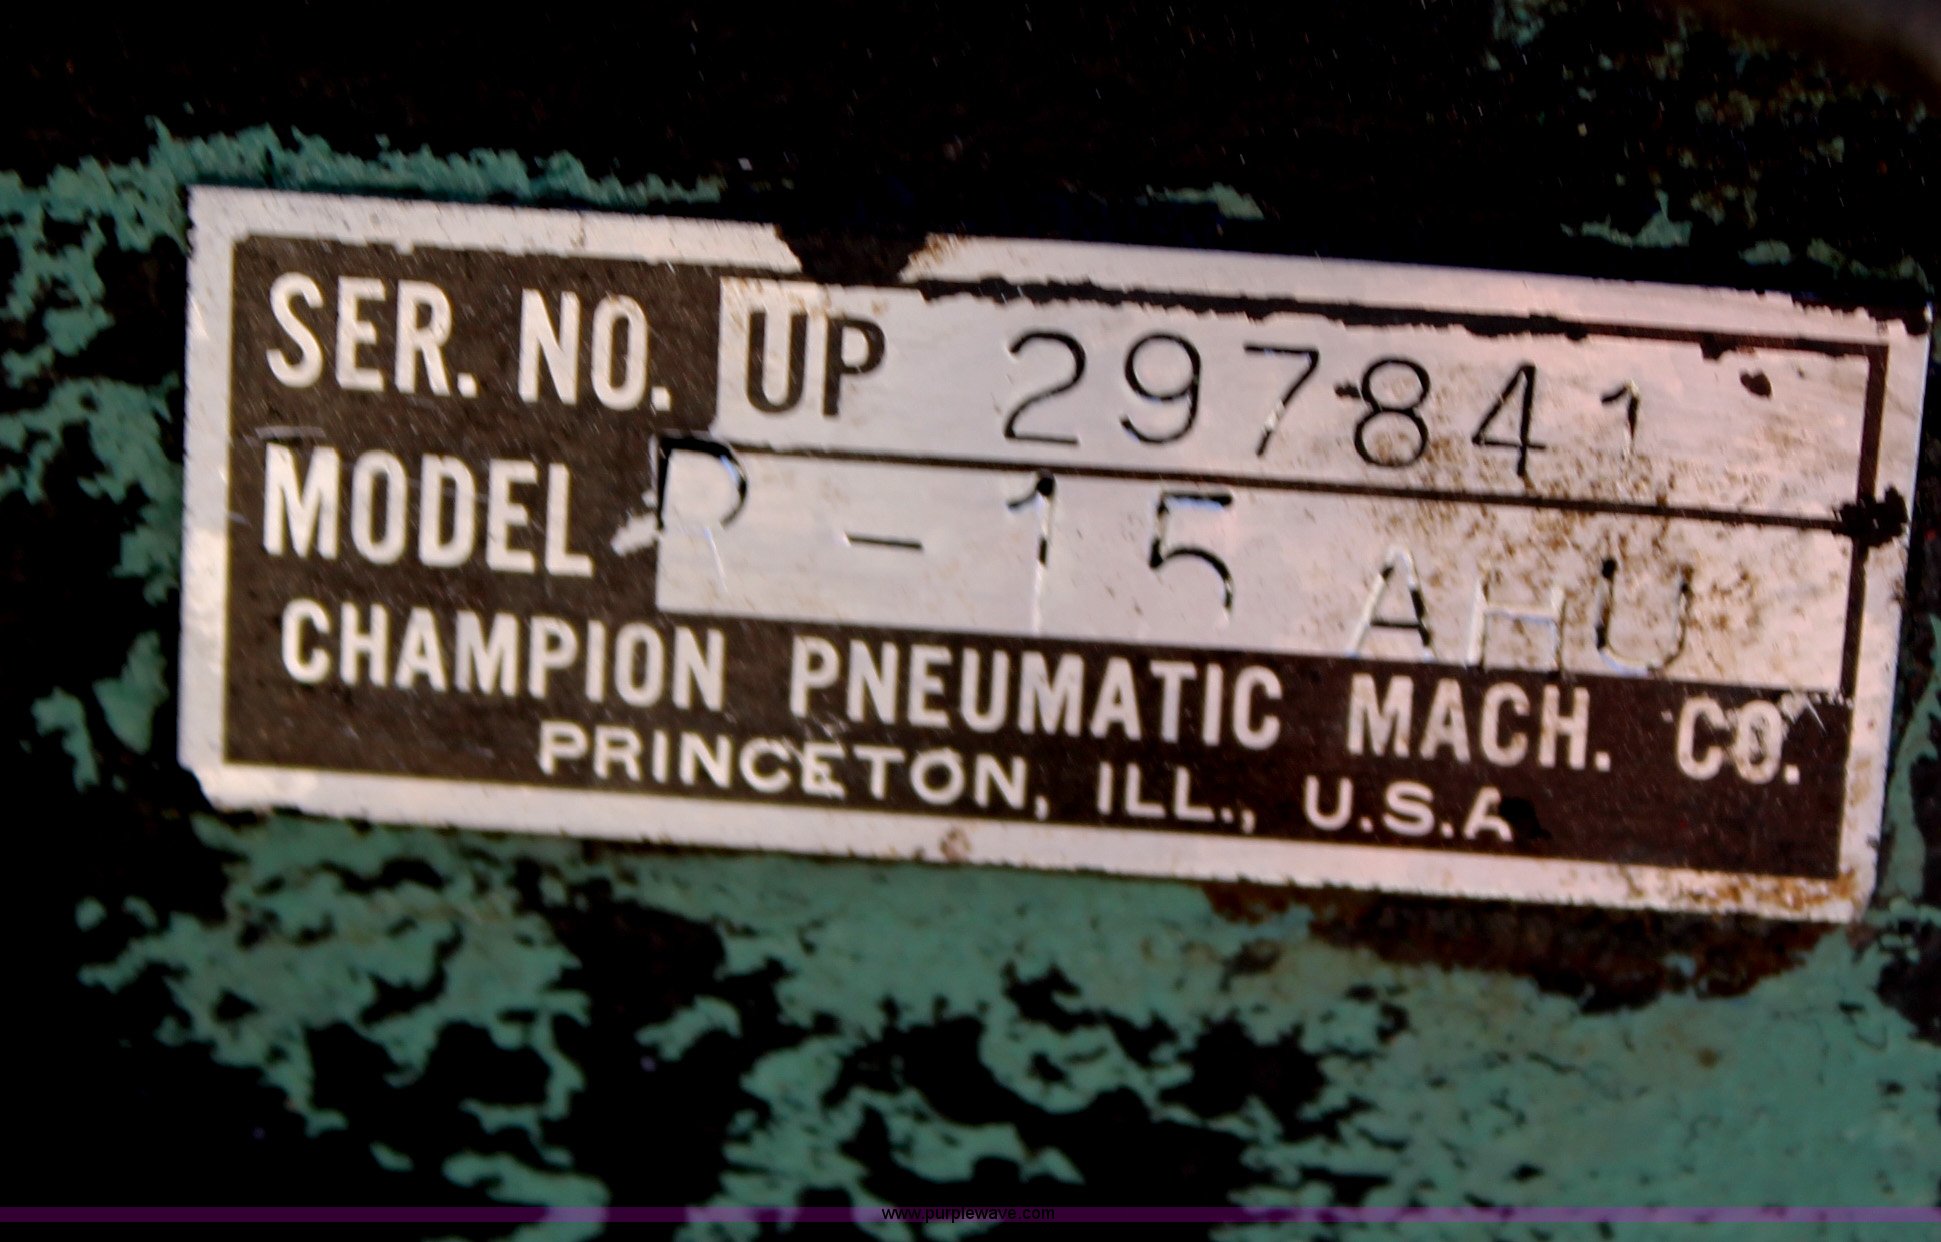 SER. NO. UP 297841
MODEL R-15 AHU
CHAMPION PNEUMATIC MACH. CO.
PRINCETON, ILL., U.S.A
www.purplewave.com